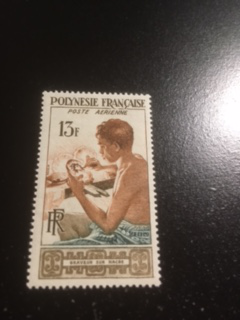 POLYNESIE FRANÇAISE
POSTE AERIENNE
13F
RF
GRAVEUR SUR NACRE